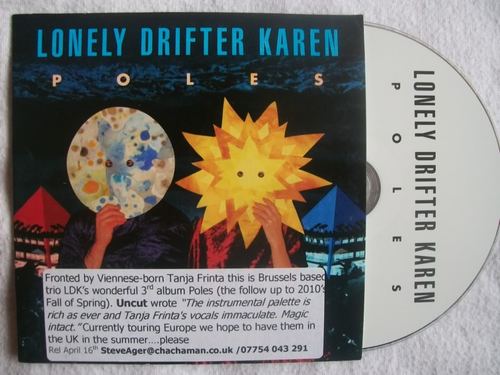 LONELY DRIFTER KAREN
POLES
Fronted by Viennese-born Tanja Frinta this is Brussels based
trio LDK's wonderful 3rd album Poles (the follow up to 2010's
Fall of Spring). Uncut wrote "The instrumental palette is
rich as ever and Tanja Frinta's vocals immaculate. Magic
intact." Currently touring Europe we hope to have them in
the UK in the summer....please
Rel April 16th SteveAger@chachaman.co.uk /07754 043 291
LONELY DRIFTER KAREN
POLES